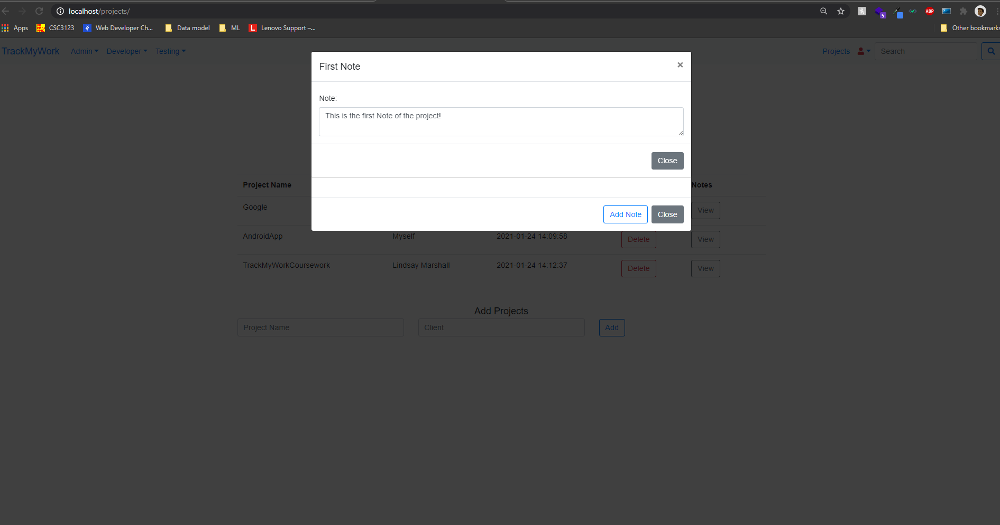 localhost/projects/
5
ABP
Apps CSC3123 Web Developer Ch... Data model ML L Lenovo Support –... Other bookmarks
TrackMyWork Admin Developer Testing Projects Search
First Note ×
Note:
This is the first Note of the project!
Close
Project Name Notes
Add Note Close
Google View
AndroidApp Myself 2021-01-24 14:09:58 Delete View
TrackMyWorkCoursework Lindsay Marshall 2021-01-24 14:12:37 Delete View
Add Projects
Project Name Client Add